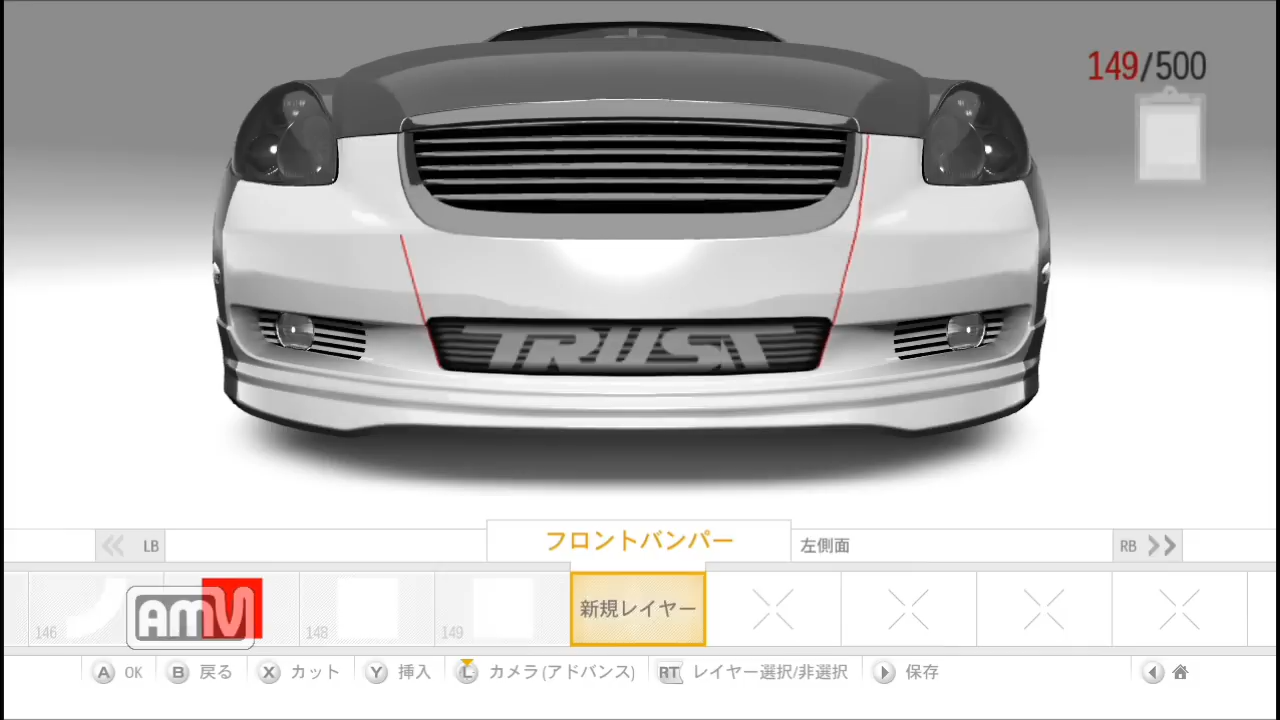 149/500
TRUST
LB
フロントバンパー
左側面
RB
146
AMV
148
149
新規レイヤー
A OK
B 戻る
X カット
Y 挿入
L カメラ(アドバンス)
RT レイヤー選択/非選択
保存